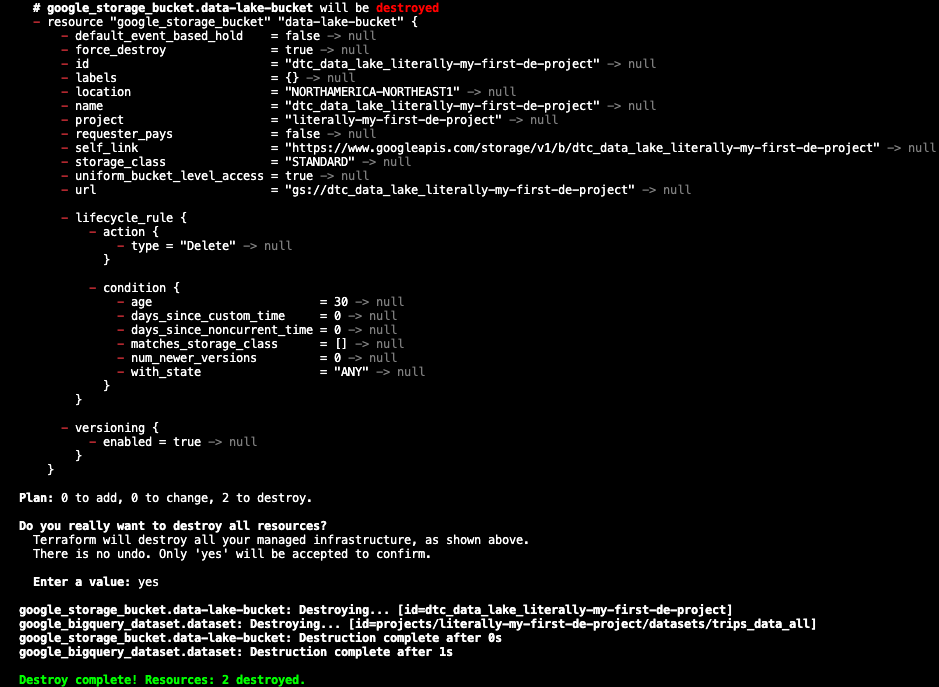 # google_storage_bucket.data-lake-bucket will be destroyed
- resource "google_storage_bucket" "data-lake-bucket" {
- default_event_based_hold = false -> null
- force_destroy = true -> null
- id = "dtc_data_lake_literally-my-first-de-project" -> null
- labels = {} -> null
- location = "NORTHAMERICA-NORTHEAST1" -> null
- name = "dtc_data_lake_literally-my-first-de-project" -> null
- project = "literally-my-first-de-project" -> null
- requester_pays = false -> null
- self_link = "https://www.googleapis.com/storage/v1/b/dtc_data_lake_literally-my-first-de-project" -> null
- storage_class = "STANDARD" -> null
- uniform_bucket_level_access = true -> null
- url = "gs://dtc_data_lake_literally-my-first-de-project" -> null
- lifecycle_rule {
- action {
- type = "Delete" -> null
}
- condition {
- age = 30 -> null
- days_since_custom_time = 0 -> null
- days_since_noncurrent_time = 0 -> null
- matches_storage_class = [] -> null
- num_newer_versions = 0 -> null
- with_state = "ANY" -> null
}
}
- versioning {
- enabled = true -> null
}
}
Plan: 0 to add, 0 to change, 2 to destroy.
Do you really want to destroy all resources?
Terraform will destroy all your managed infrastructure, as shown above.
There is no undo. Only 'yes' will be accepted to confirm.
Enter a value: yes
google_storage_bucket.data-lake-bucket: Destroying... [id=dtc_data_lake_literally-my-first-de-project]
google_bigquery_dataset.dataset: Destroying... [id=projects/literally-my-first-de-project/datasets/trips_data_all]
google_storage_bucket.data-lake-bucket: Destruction complete after 0s
google_bigquery_dataset.dataset: Destruction complete after 1s
Destroy complete! Resources: 2 destroyed.